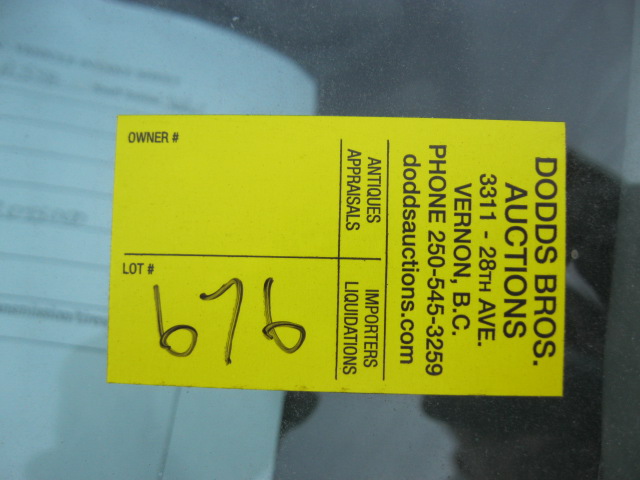 DODDS BROS.
AUCTIONS
3311 - 28TH AVE.
VERNON, B.C.
PHONE 250-545-3259
doddsauctions.com
ANTIQUES IMPORTERS
APPRAISALS LIQUIDATIONS
OWNER #
LOT #
676